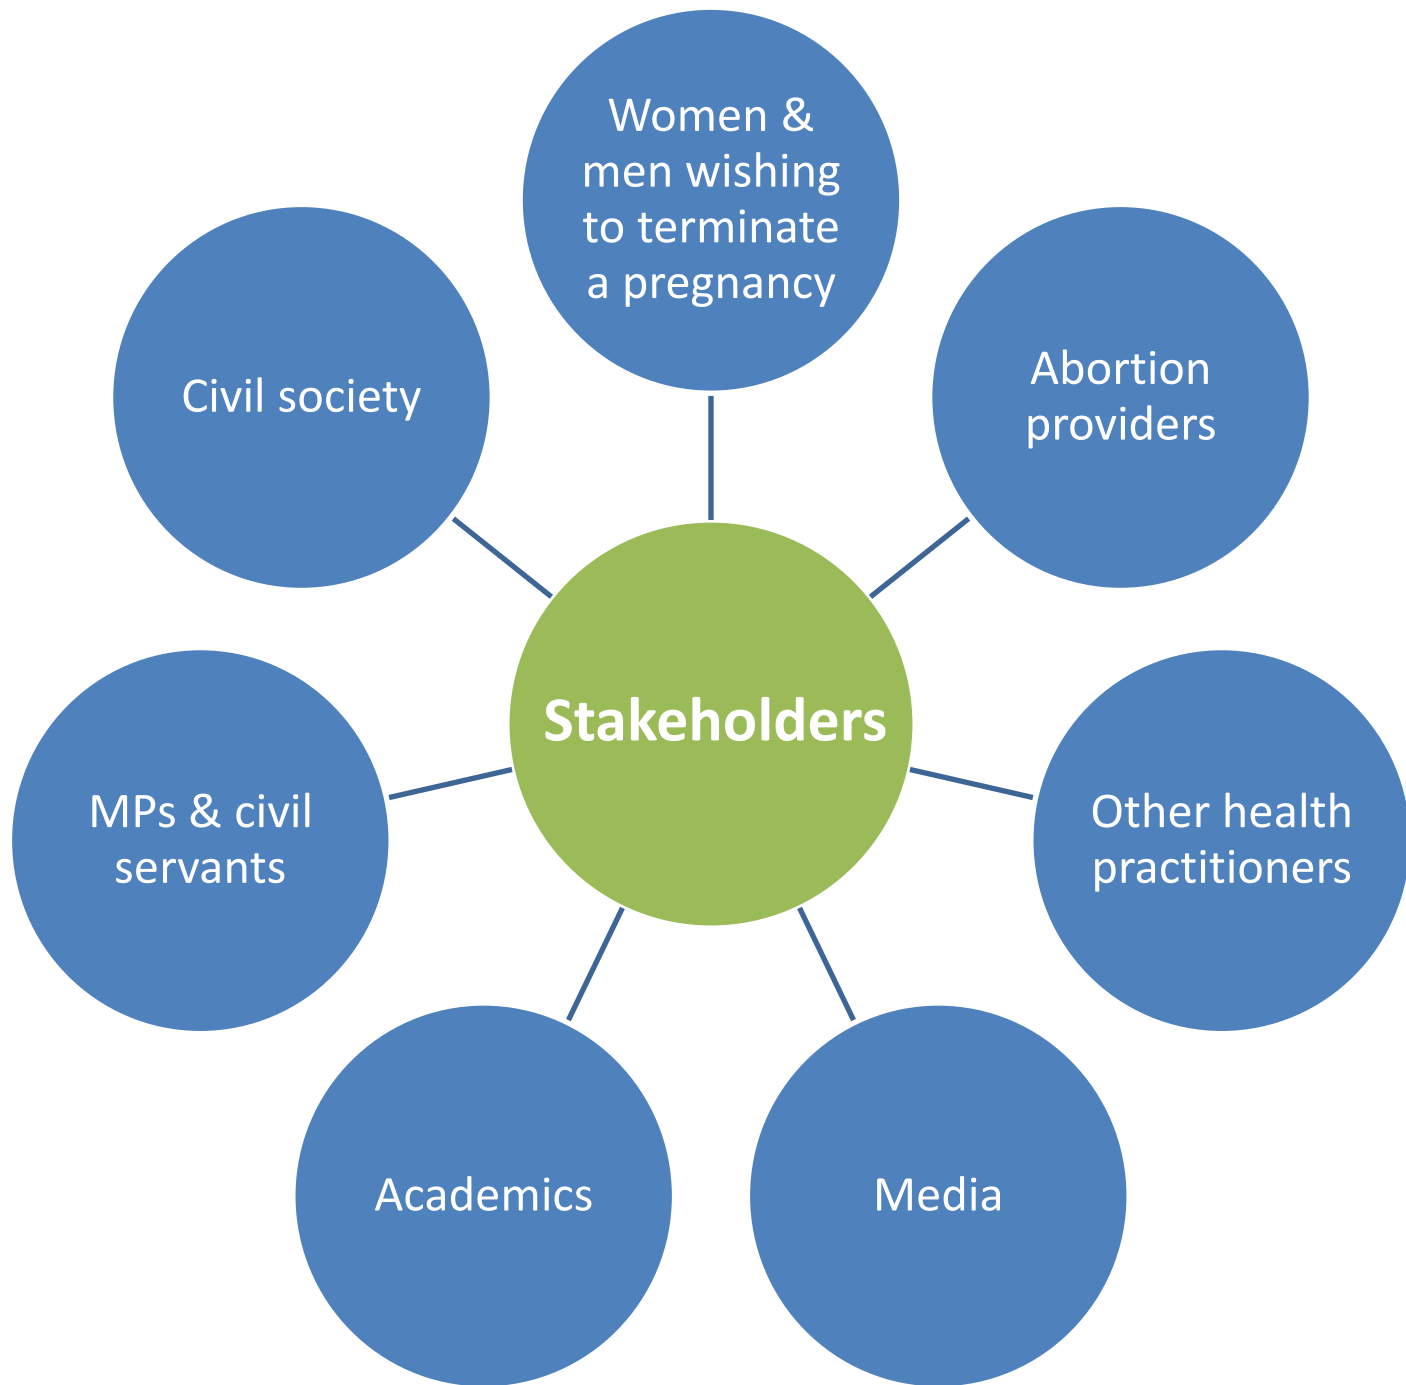 Women &
men wishing
to terminate
a pregnancy
Abortion
providers
Other health
practitioners
Media
Academics
MPs & civil
servants
Civil society
Stakeholders